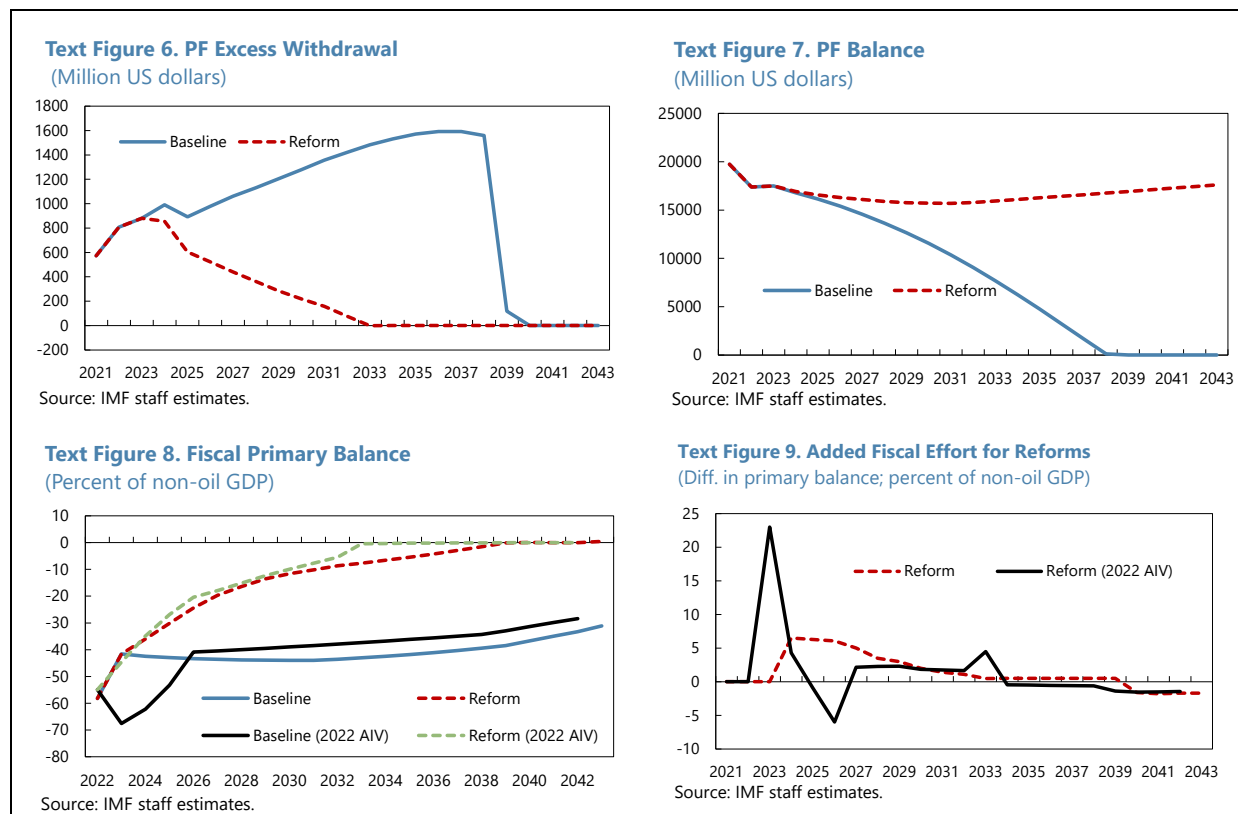 Text Figure 6. PF Excess Withdrawal
(Million US dollars)
1800
1600
1400
1200
1000
800
600
400
200
0
-200
Baseline
Reform
2021 2023 2025 2027 2029 2031 2033 2035 2037 2039 2041 2043
Source: IMF staff estimates.
Text Figure 7. PF Balance
(Million US dollars)
25000
20000
15000
10000
5000
0
Baseline
Reform
2021 2023 2025 2027 2029 2031 2033 2035 2037 2039 2041 2043
Source: IMF staff estimates.
Text Figure 8. Fiscal Primary Balance
(Percent of non-oil GDP)
10
0
-10
-20
-30
-40
-50
-60
-70
-80
Baseline
Reform
Baseline (2022 AIV)
Reform (2022 AIV)
2022 2024 2026 2028 2030 2032 2034 2036 2038 2040 2042
Source: IMF staff estimates.
Text Figure 9. Added Fiscal Effort for Reforms
(Diff. in primary balance; percent of non-oil GDP)
25
20
15
10
5
0
-5
-10
Reform
Reform (2022 AIV)
2021 2023 2025 2027 2029 2031 2033 2035 2037 2039 2041 2043
Source: IMF staff estimates.